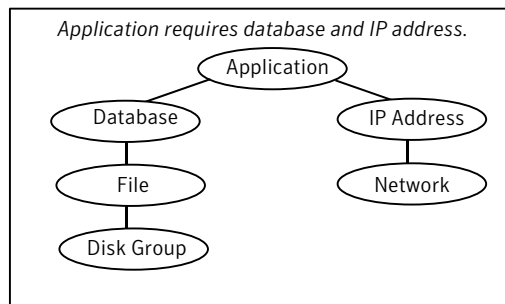 Application requires database and IP address.
Application
Database
IP Address
File
Network
Disk Group